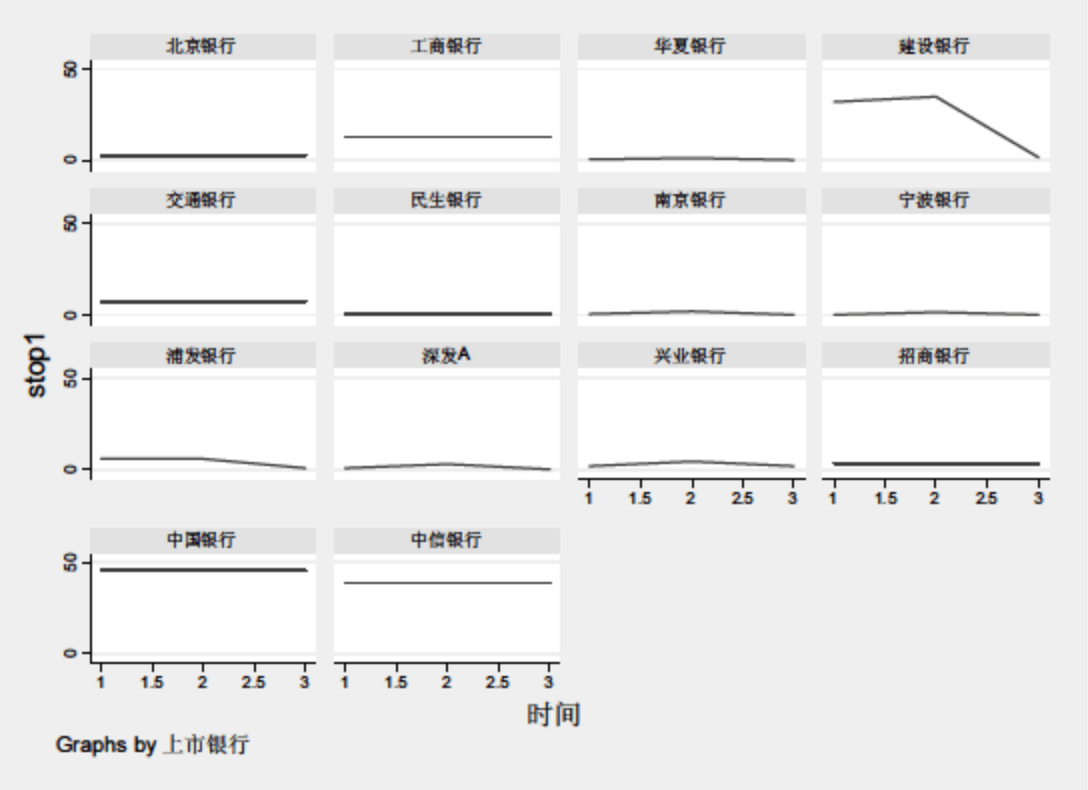 北京银行 工商银行 华夏银行 建设银行
50
0
交通银行 民生银行 南京银行 宁波银行
50
0
stop1
浦发银行 深发A 兴业银行 招商银行
50
0
1 1.5 2 2.5 3 1 1.5 2 2.5 3
中国银行 中信银行
50
0
1 1.5 2 2.5 3 1 1.5 2 2.5 3
时间
Graphs by 上市银行